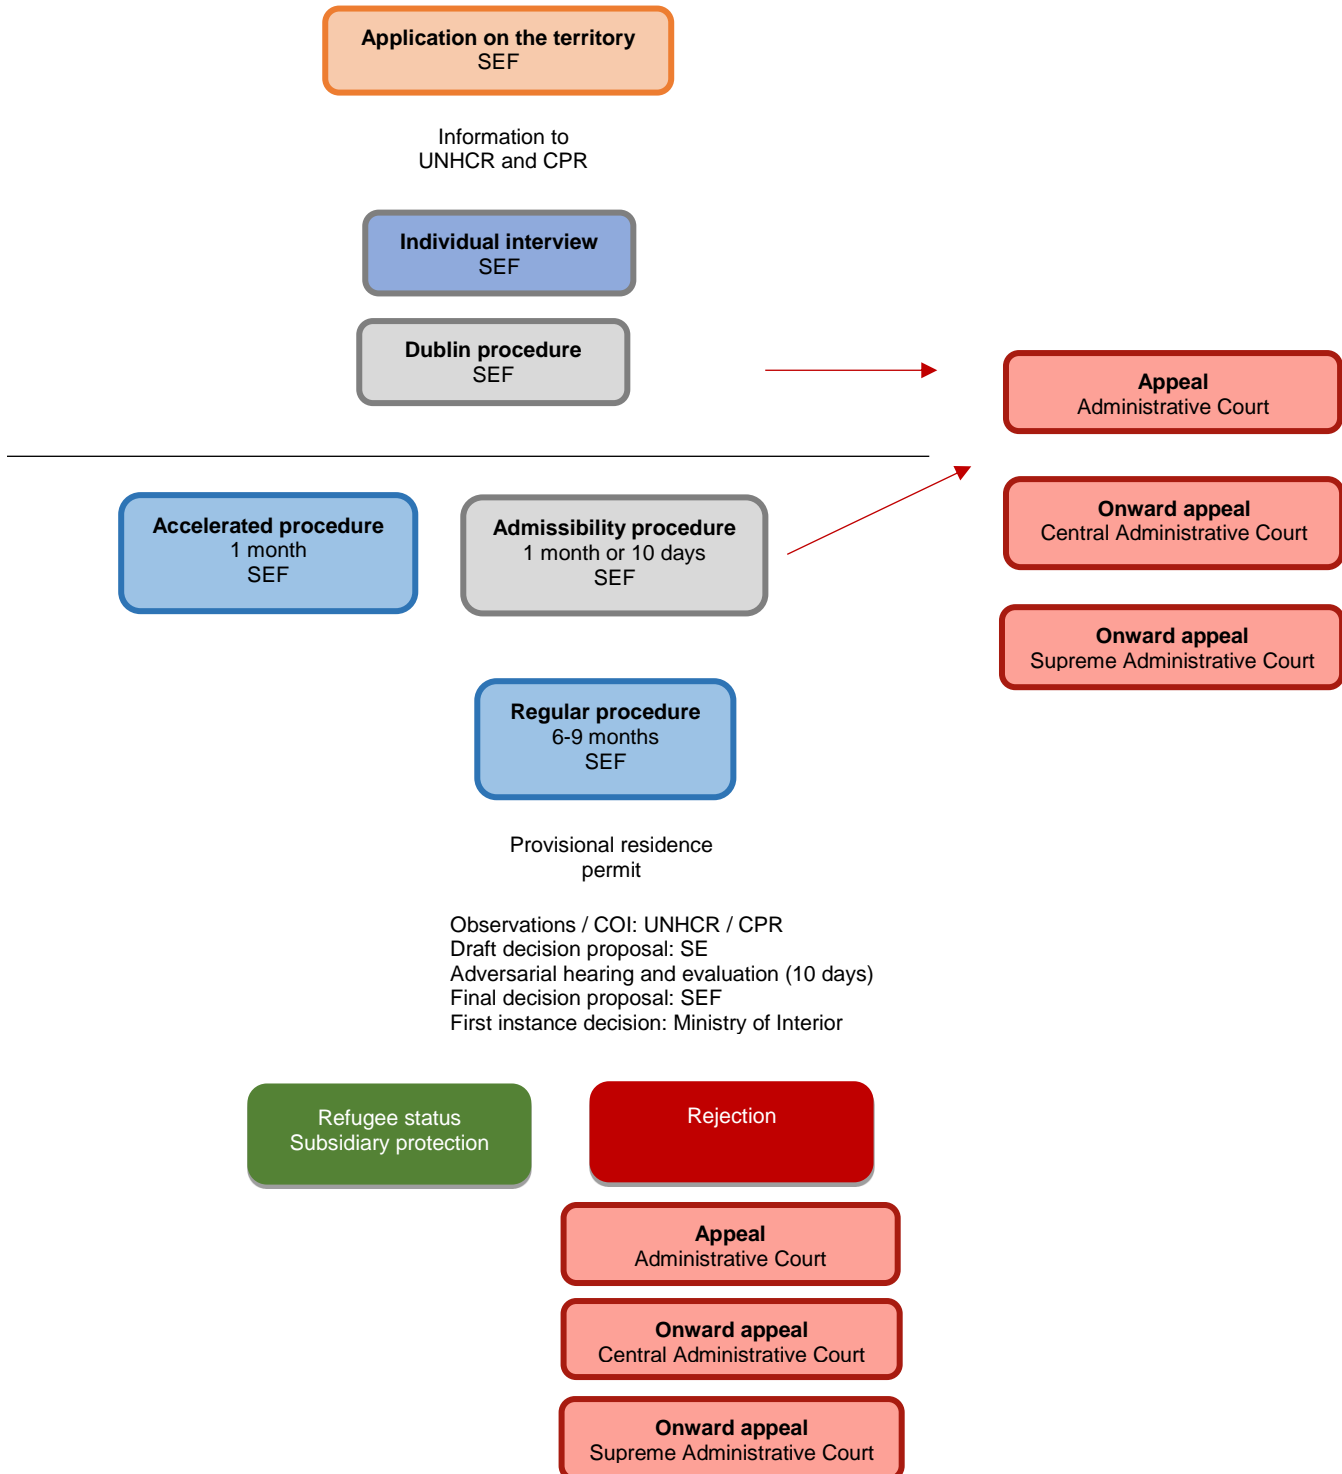 Application on the territory
SEF
Information to
UNHCR and CPR
Individual interview
SEF
Dublin procedure
SEF
Appeal
Administrative Court
Onward appeal
Central Administrative Court
Onward appeal
Supreme Administrative Court
Accelerated procedure
1 month
SEF
Admissibility procedure
1 month or 10 days
SEF
Regular procedure
6-9 months
SEF
Provisional residence
permit
Observations / COI: UNHCR / CPR
Draft decision proposal: SE
Adversarial hearing and evaluation (10 days)
Final decision proposal: SEF
First instance decision: Ministry of Interior
Refugee status
Subsidiary protection
Rejection
Appeal
Administrative Court
Onward appeal
Central Administrative Court
Onward appeal
Supreme Administrative Court